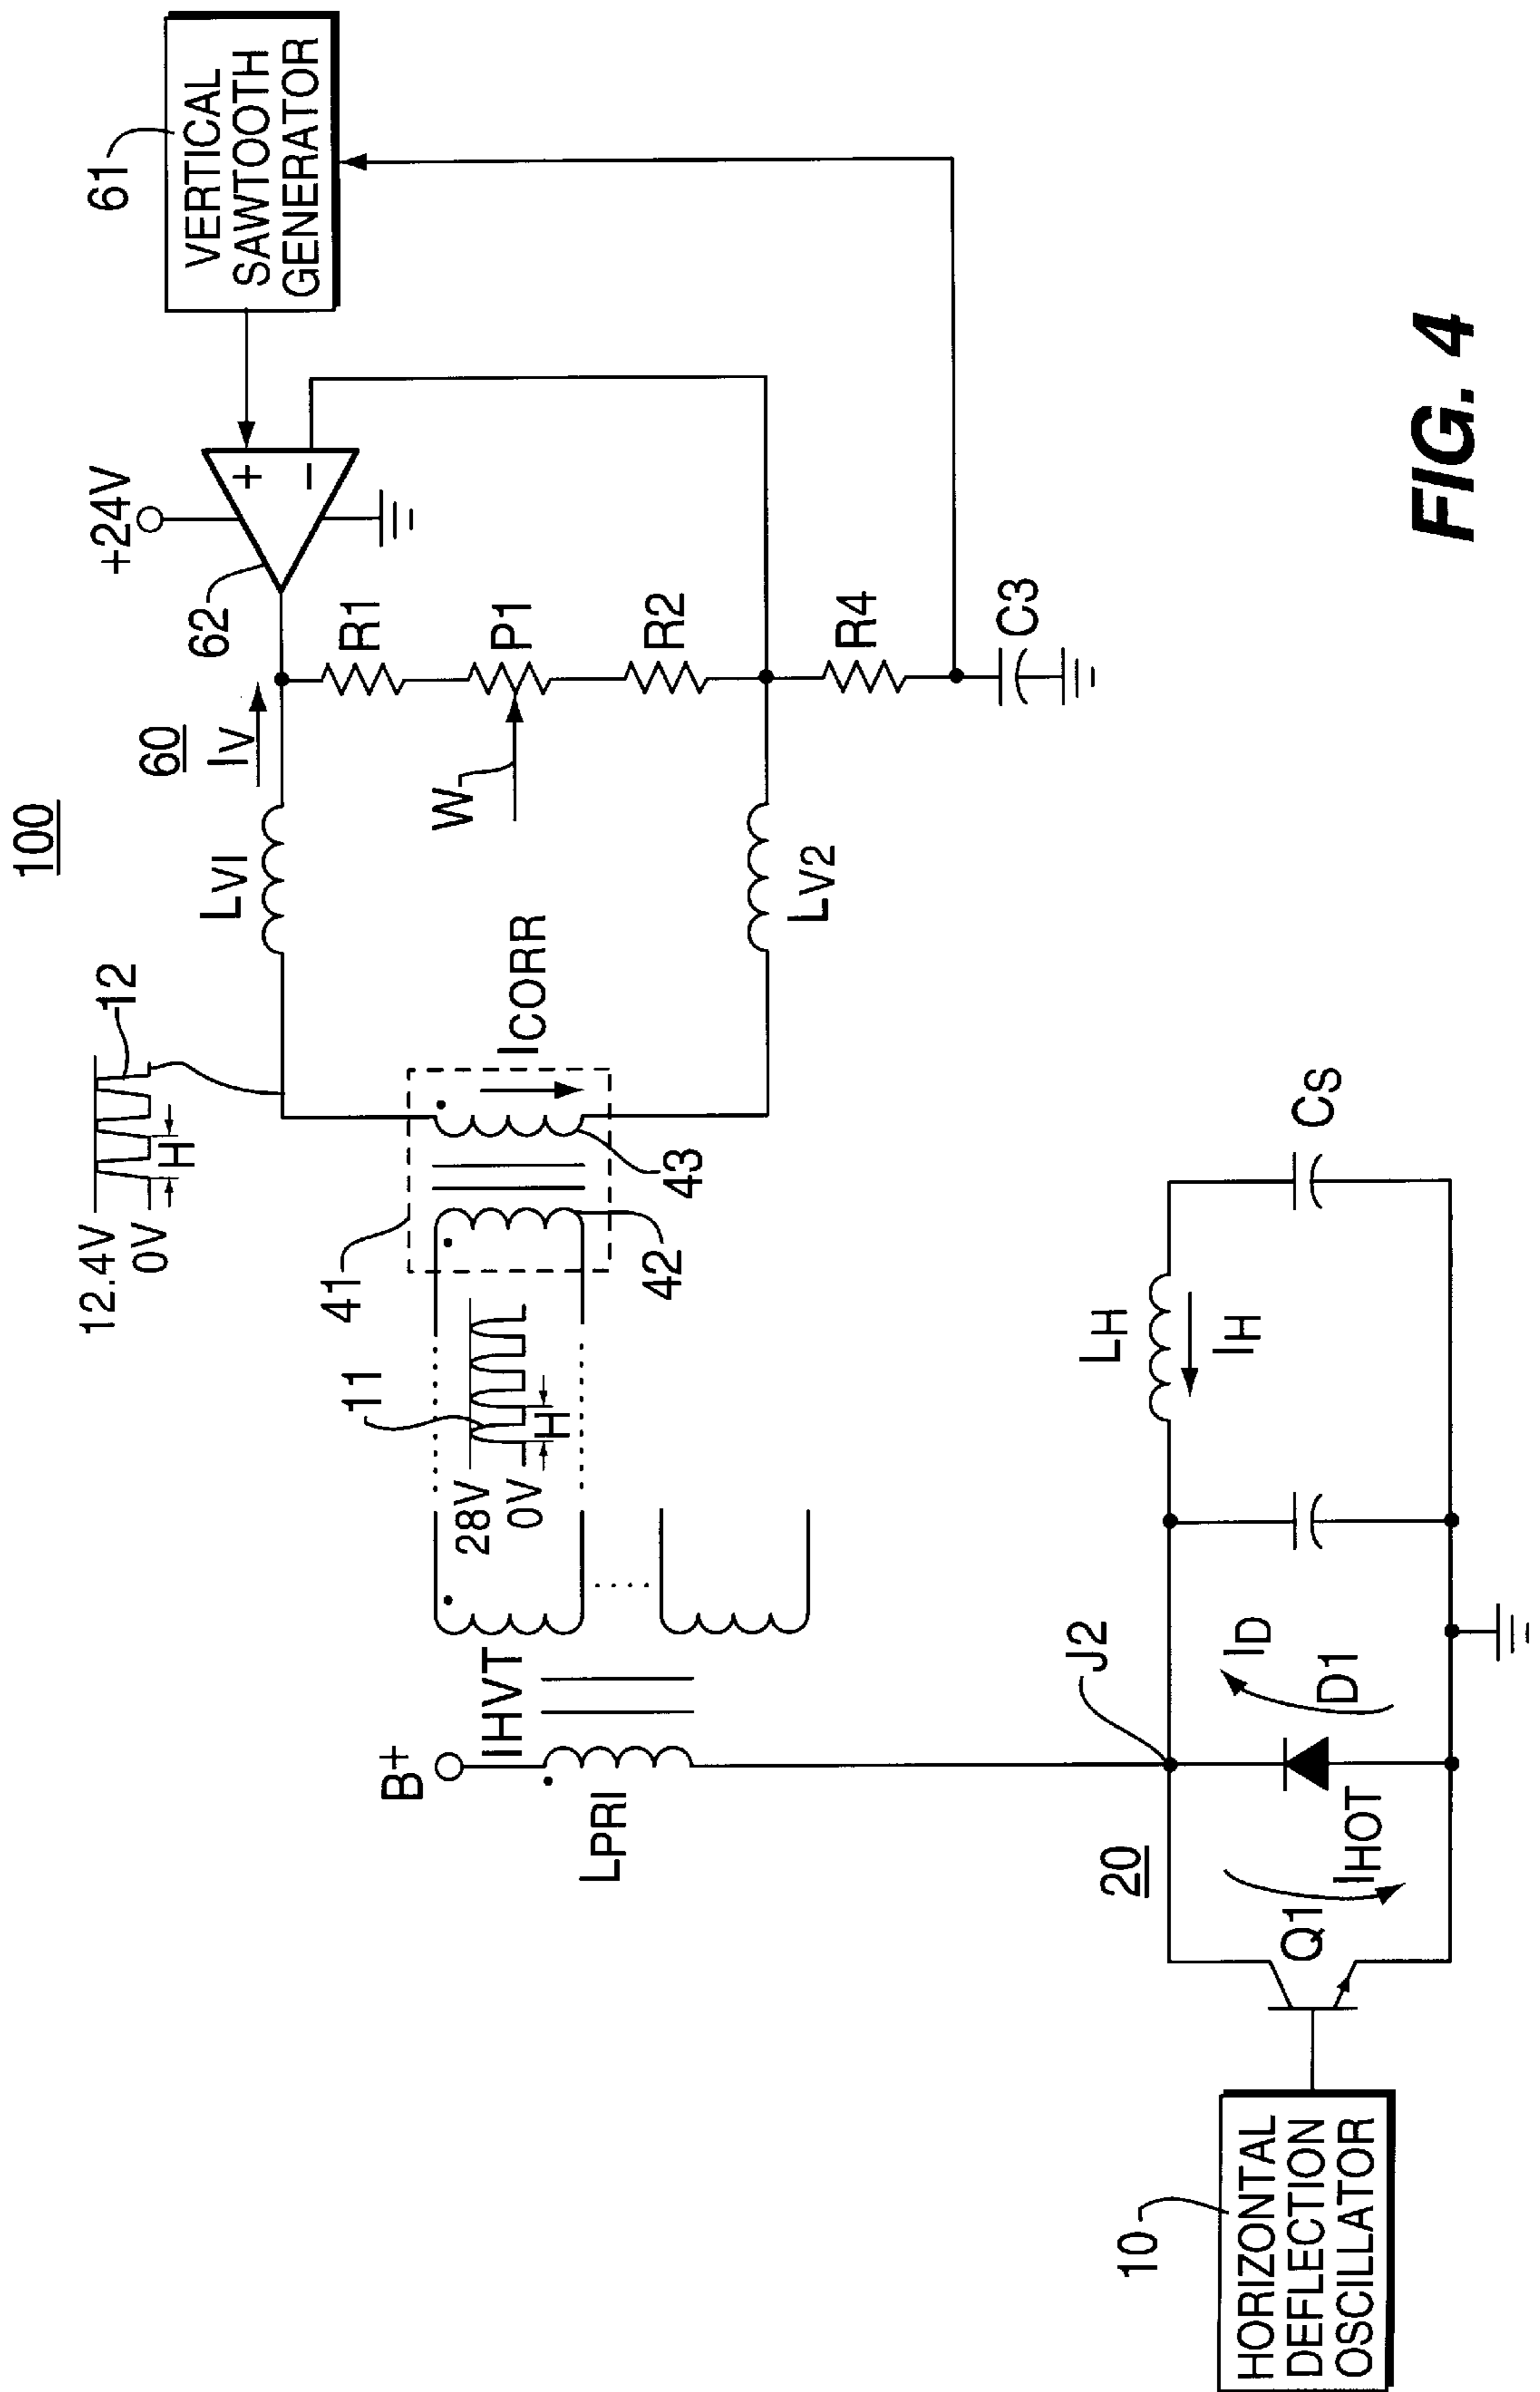 100
12.4V
0V
H
12
LV1
60
IV
62
+24V
+
−
61
VERTICAL
SAWTOOTH
GENERATOR
R1
P1
W
R2
R4
C3
LV2
ICORR
41
43
42
11
28V
0V
H
IHVT
B+
LPRI
J2
20
LH
IH
CS
ID
D1
IHOT
Q1
10
HORIZONTAL
DEFLECTION
OSCILLATOR
FIG. 4